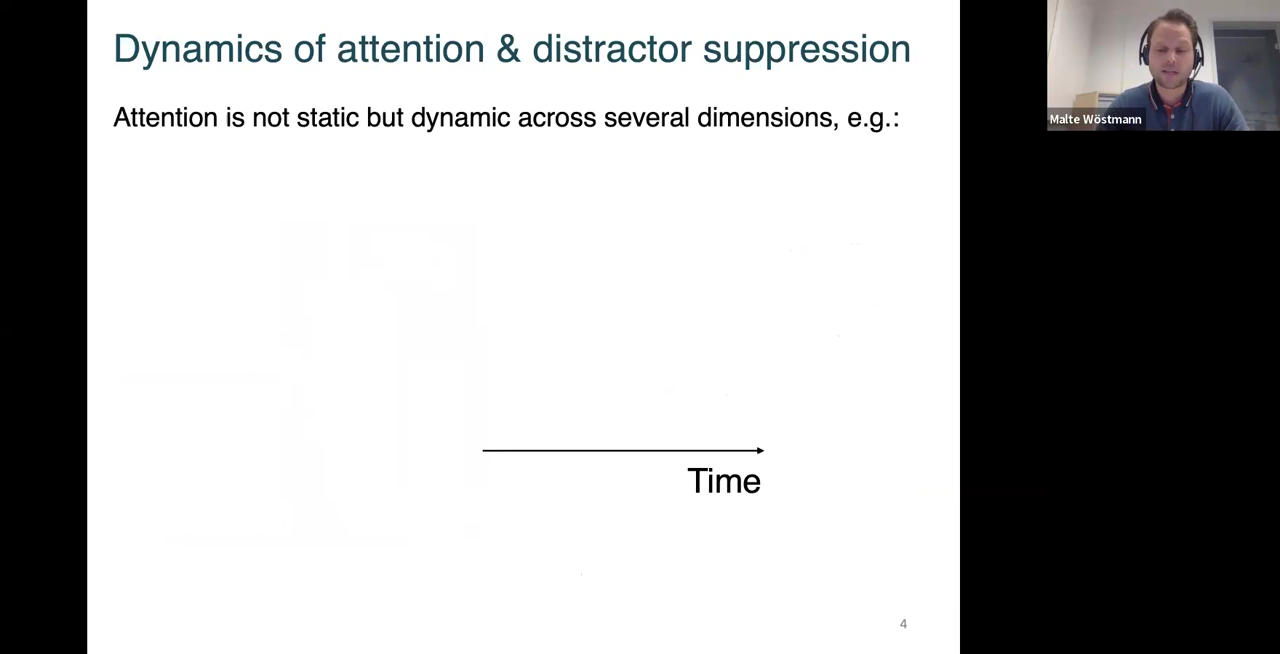 Dynamics of attention & distractor suppression
Attention is not static but dynamic across several dimensions, e.g.:
Time
4
Malte Wöstmann